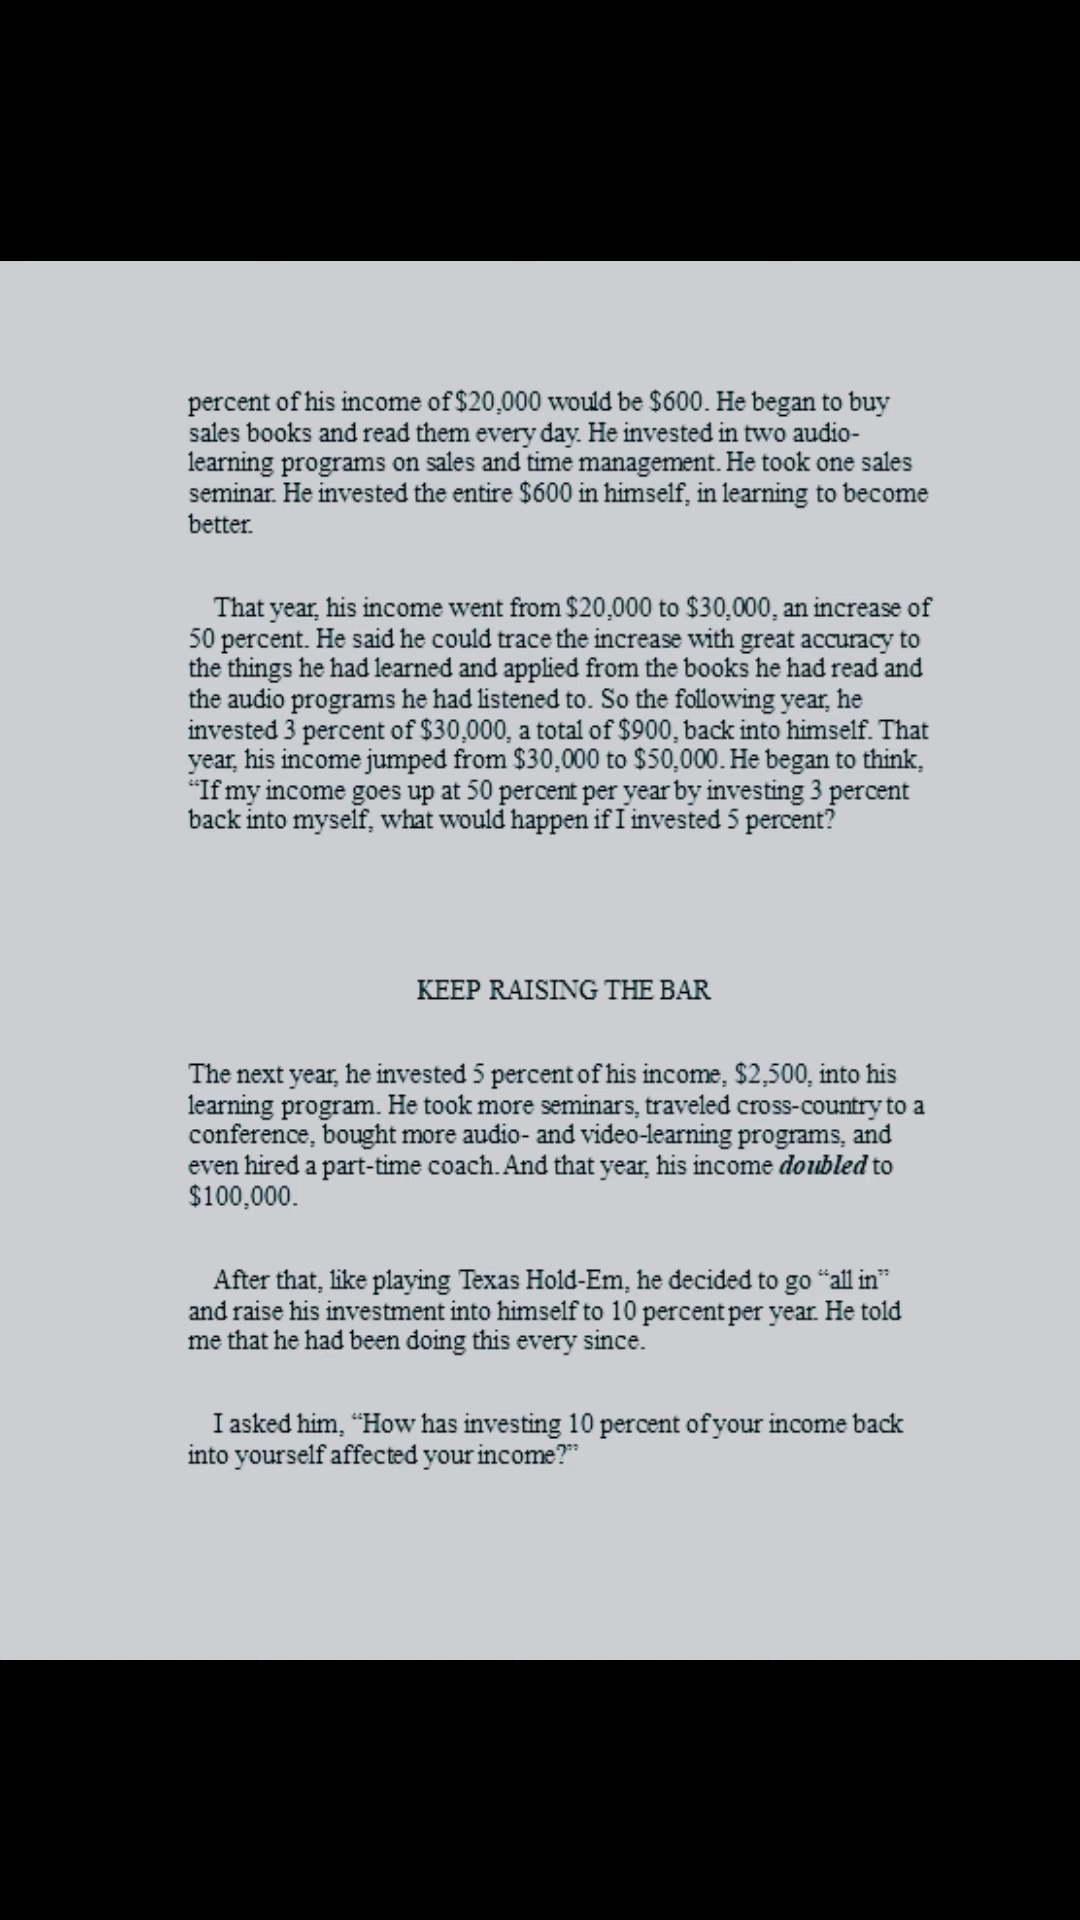 percent of his income of $20,000 would be $600. He began to buy
sales books and read them every day. He invested in two audio-
learning programs on sales and time management. He took one sales
seminar. He invested the entire $600 in himself, in learning to become
better.
That year, his income went from $20,000 to $30,000, an increase of
50 percent. He said he could trace the increase with great accuracy to
the things he had learned and applied from the books he had read and
the audio programs he had listened to. So the following year, he
invested 3 percent of $30,000, a total of $900, back into himself. That
year, his income jumped from $30,000 to $50,000. He began to think,
“If my income goes up at 50 percent per year by investing 3 percent
back into myself, what would happen if I invested 5 percent?
KEEP RAISING THE BAR
The next year, he invested 5 percent of his income, $2,500, into his
learning program. He took more seminars, traveled cross-country to a
conference, bought more audio- and video-learning programs, and
even hired a part-time coach. And that year, his income doubled to
$100,000.
After that, like playing Texas Hold-Em, he decided to go “all in”
and raise his investment into himself to 10 percent per year. He told
me that he had been doing this every since.
I asked him, “How has investing 10 percent of your income back
into yourself affected your income?”